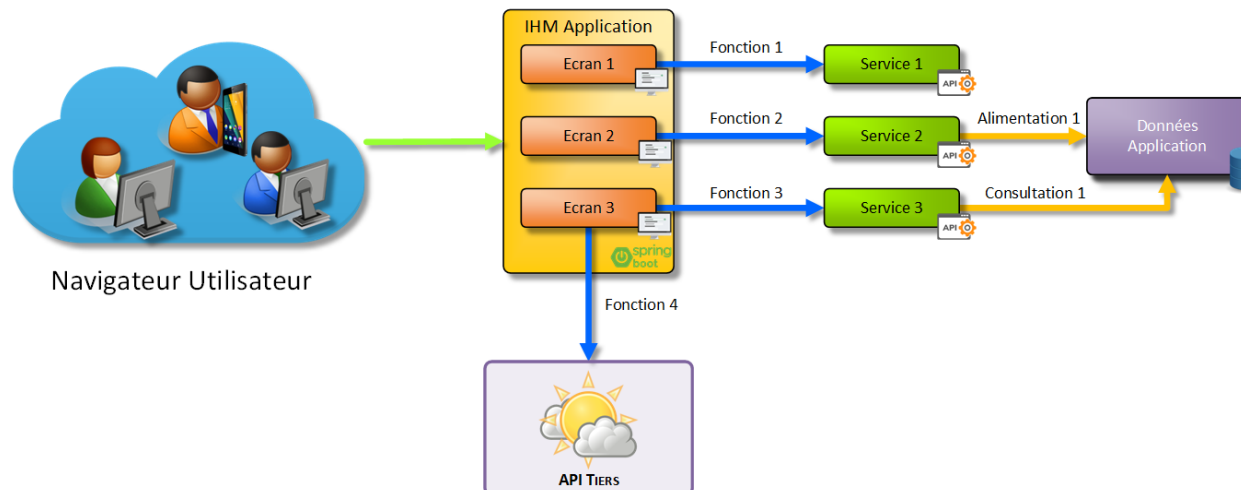 IHM Application
Ecran 1
Fonction 1
Service 1
API
Ecran 2
Fonction 2
Service 2
API
Alimentation 1
Données
Application
Ecran 3
Fonction 3
Service 3
API
Consultation 1
spring
boot
Navigateur Utilisateur
Fonction 4
API Tiers